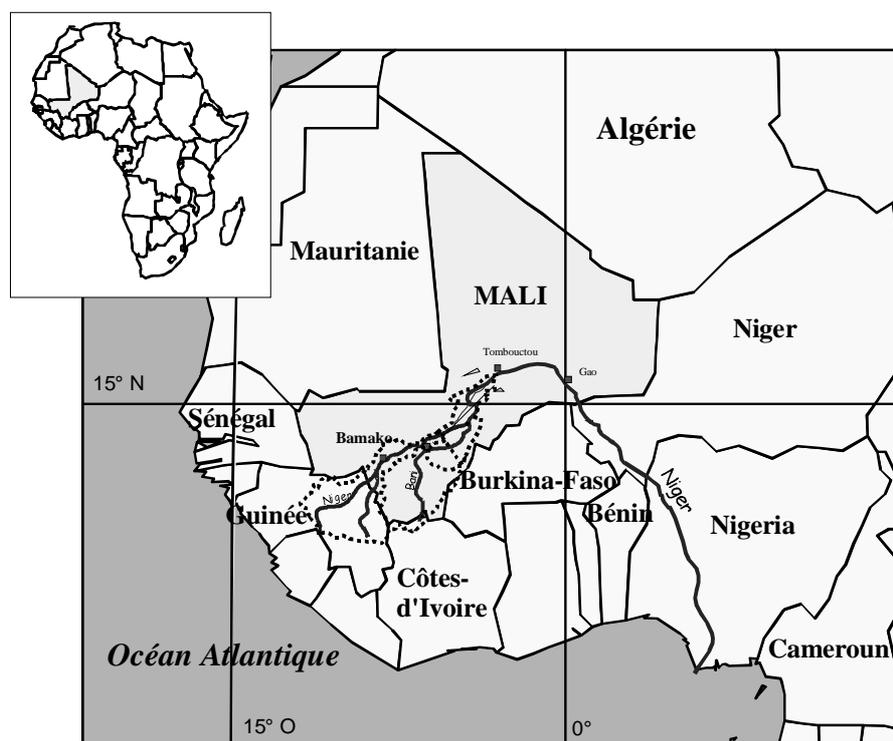 Algérie
Mauritanie
MALI
Niger
Tombouctou
Gao
15° N
Sénégal
Bamako
Burkina-Faso
Bani
Niger
Niger
Guinée
Bénin
Nigeria
Côtes-
d'Ivoire
Océan Atlantique
Cameroun
15° O
0°